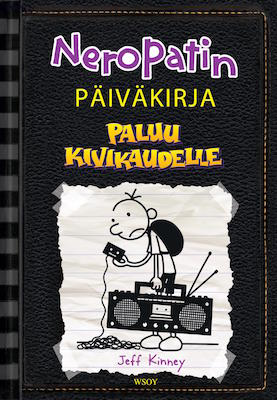 Neropatin
PÄIVÄKIRJA
PALUU
KIVIKAUDELLE
Jeff Kinney
WSOY